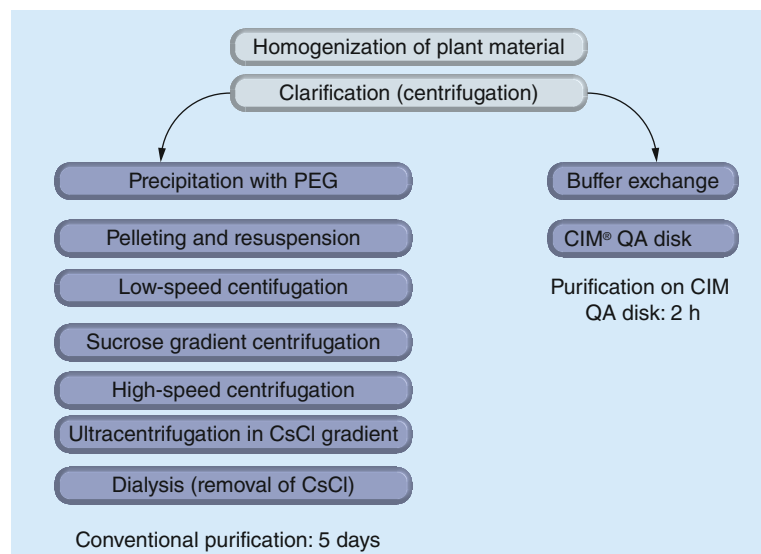 Homogenization of plant material
Clarification (centrifugation)
Precipitation with PEG
Pelleting and resuspension
Low-speed centifugation
Sucrose gradient centrifugation
High-speed centrifugation
Ultracentrifugation in CsCl gradient
Dialysis (removal of CsCl)
Conventional purification: 5 days
Buffer exchange
CIM® QA disk
Purification on CIM
QA disk: 2 h